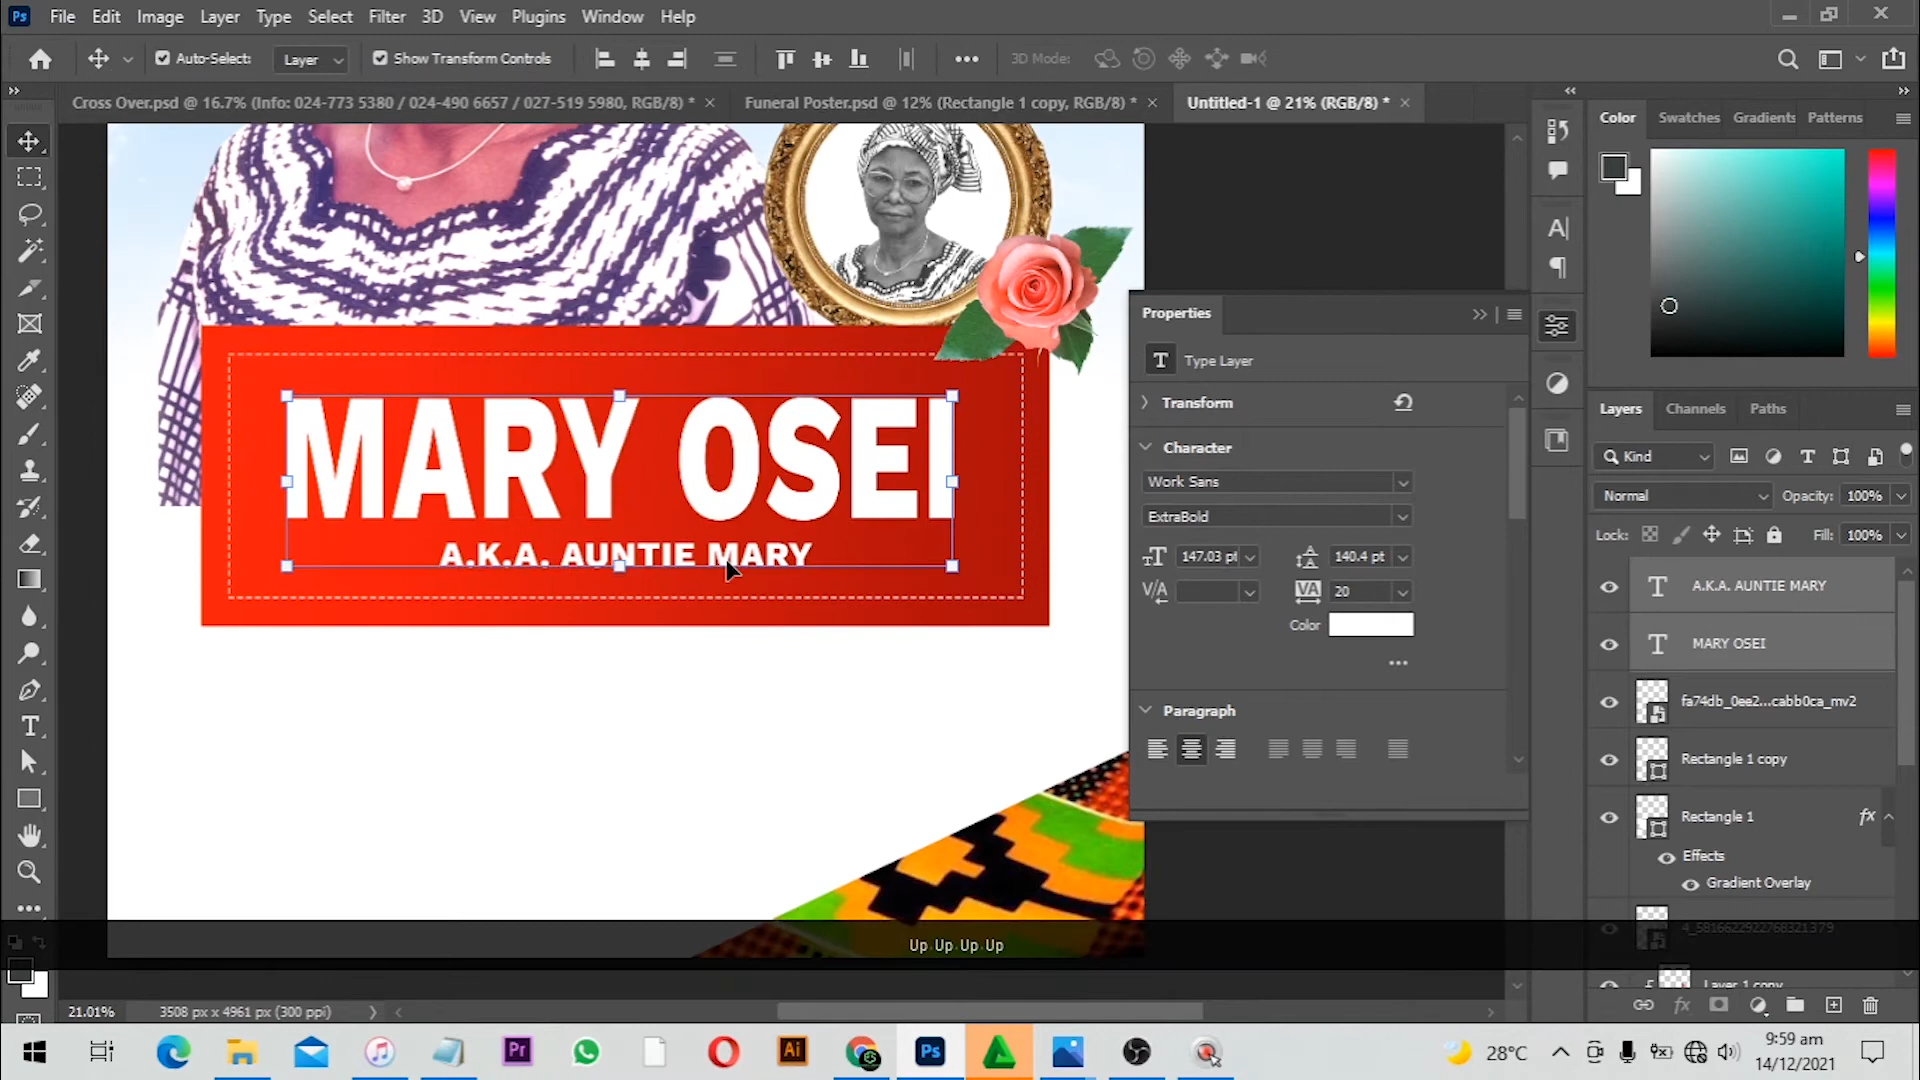 File Edit Image Layer Type Select Filter 3D View Plugins Window Help
Auto-Select: Layer Show Transform Controls 3D Mode:
Cross Over.psd @ 16.7% (Info: 024-773 5380 / 024-490 6657 / 027-519 5980, RGB/8) *
Funeral Poster.psd @ 12% (Rectangle 1 copy, RGB/8) *
Untitled-1 @ 21% (RGB/8) *
Color Swatches Gradients Patterns
MARY OSEI
A.K.A. AUNTIE MARY
Properties
T Type Layer
Transform
Character
Work Sans
ExtraBold
147.03 pt 140.4 pt
20
Color
Paragraph
Layers Channels Paths
Kind
Normal Opacity: 100%
Lock: Fill: 100%
A.K.A. AUNTIE MARY
MARY OSEI
fa74db_0ee2...cabb0ca_mv2
Rectangle 1 copy
Rectangle 1 fx
Effects
Gradient Overlay
4_5816622922768321379
Layer 1 copy
Up Up Up Up
21.01% 3508 px x 4961 px (300 ppi)
28°C
9:59 am
14/12/2021